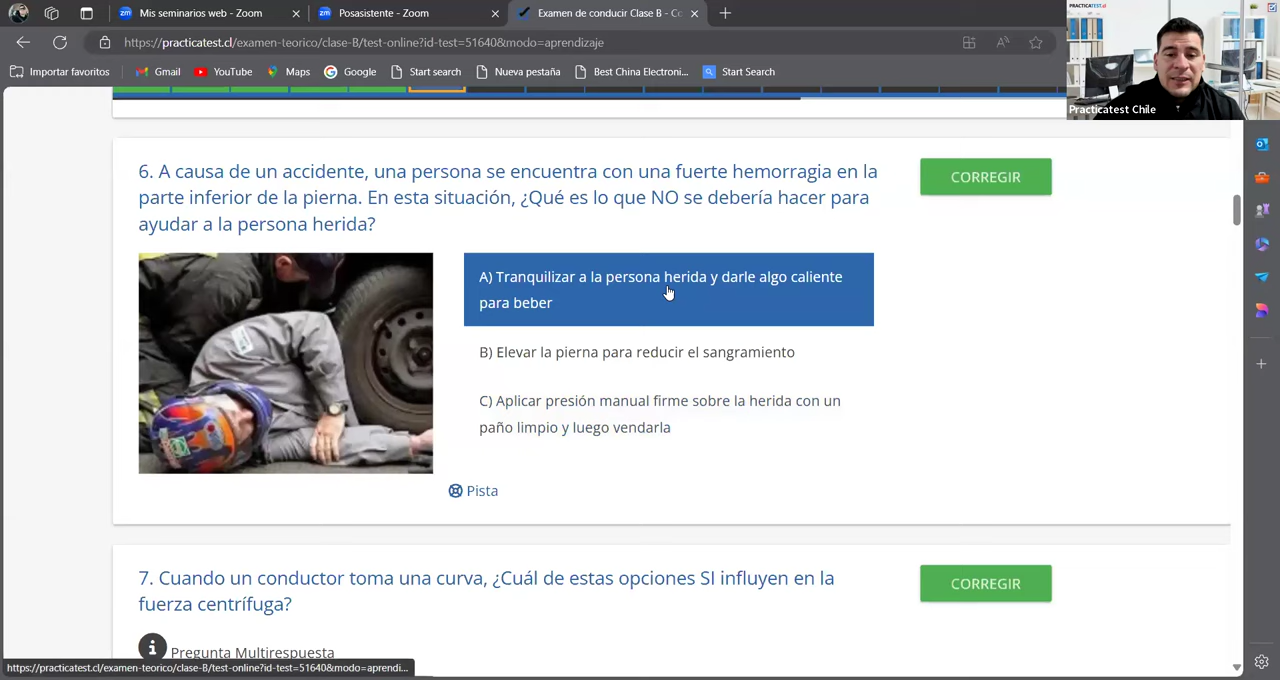 Mis seminarios web - Zoom
Posasistente - Zoom
Examen de conducir Clase B - Co
https://practicatest.cl/examen-teorico/clase-B/test-online?id-test=51640&modo=aprendizaje
Importar favoritos
Gmail
YouTube
Maps
Google
Start search
Nueva pestaña
Best China Electroni...
Start Search
PRACTICATEST.cl
Practicatest Chile
6. A causa de un accidente, una persona se encuentra con una fuerte hemorragia en la
parte inferior de la pierna. En esta situación, ¿Qué es lo que NO se debería hacer para
ayudar a la persona herida?
CORREGIR
A) Tranquilizar a la persona herida y darle algo caliente
para beber
B) Elevar la pierna para reducir el sangramiento
C) Aplicar presión manual firme sobre la herida con un
paño limpio y luego vendarla
Pista
7. Cuando un conductor toma una curva, ¿Cuál de estas opciones SI influyen en la
fuerza centrífuga?
CORREGIR
Pregunta Multirespuesta
https://practicatest.cl/examen-teorico/clase-B/test-online?id-test=51640&modo=aprendi...